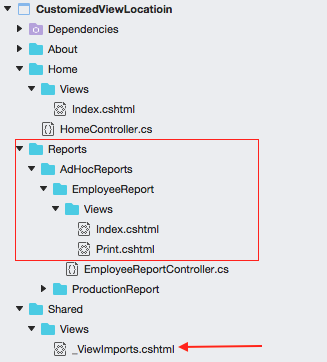 CustomizedViewLocatioin
Dependencies
About
Home
Views
Index.cshtml
HomeController.cs
Reports
AdHocReports
EmployeeReport
Views
Index.cshtml
Print.cshtml
EmployeeReportController.cs
ProductionReport
Shared
Views
_ViewImports.cshtml